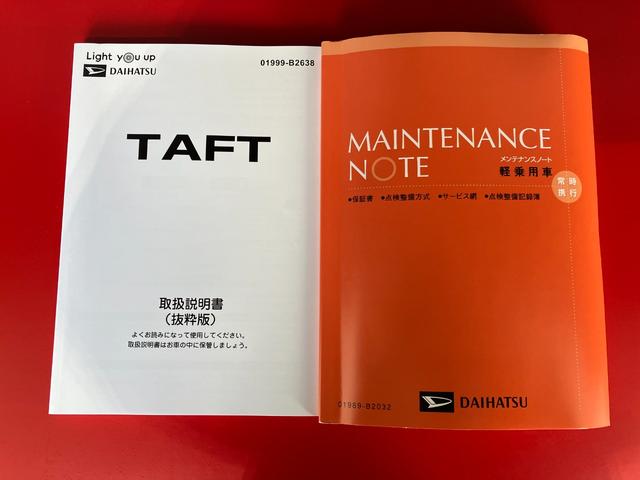 Light you up
DAIHATSU
01999-B2638
TAFT
取扱説明書
(抜粋版)
よくお読みになって使用してください。
取扱説明書はお車の中に保管しましょう。
MAINTENANCE
NOTE
メンテナンスノート
軽乗用車
常時
携行
●保証書 ●点検整備方式 ●サービス網 ●点検整備記録簿
01989-B2032
DAIHATSU